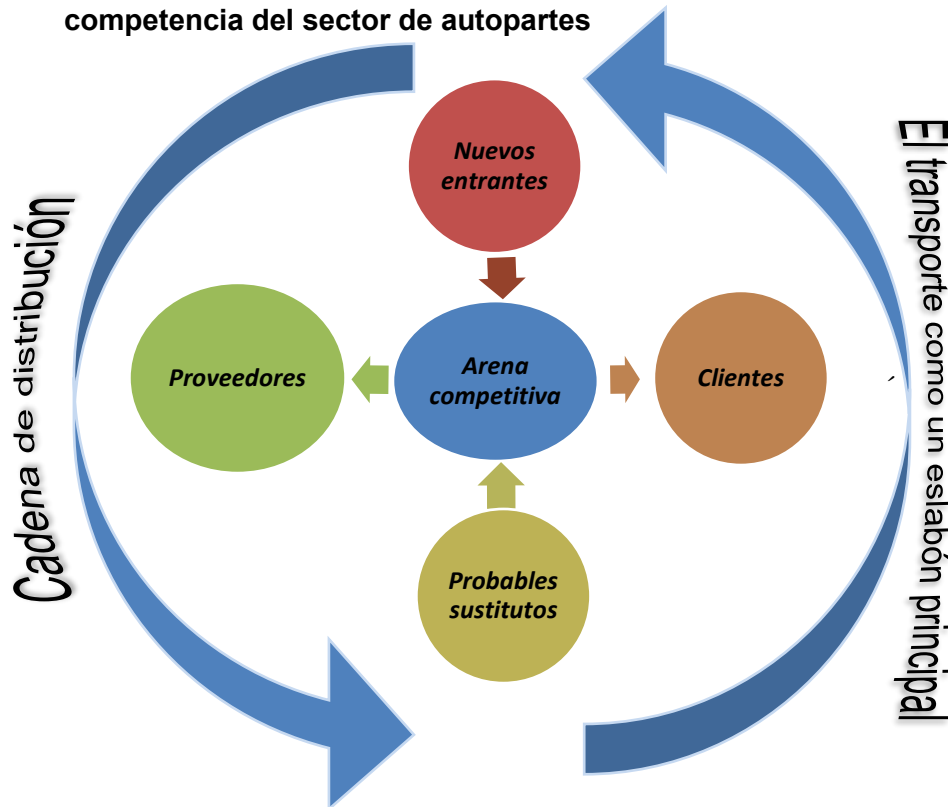 competencia del sector de autopartes
Nuevos
entrantes
Cadena de distribución
Proveedores
Arena
competitiva
Clientes
Probables
sustitutos
El transporte como un eslabón principal